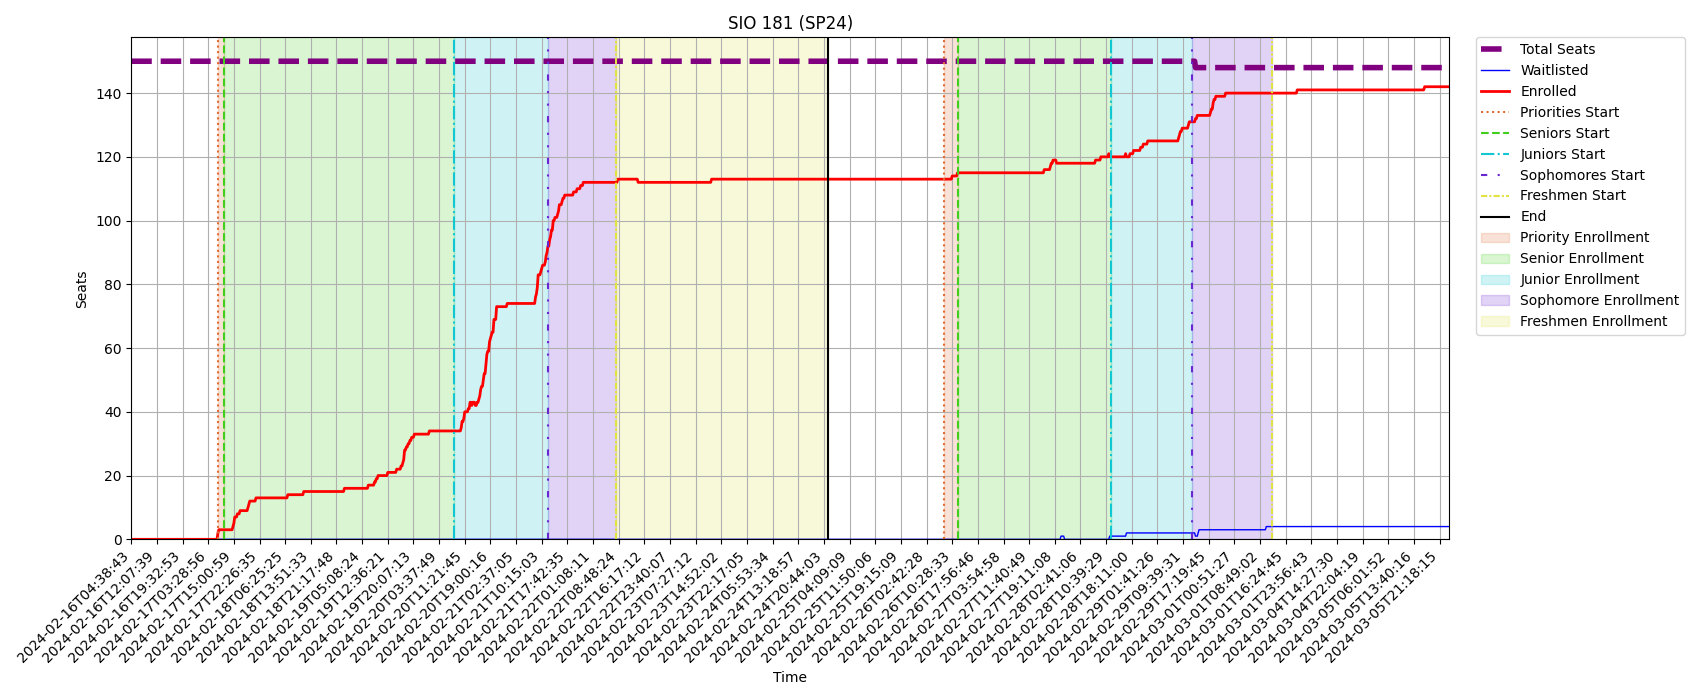 SIO 181 (SP24)
Seats
140
120
100
80
60
40
20
0
2024-02-16T04:38:43
2024-02-16T12:07:39
2024-02-16T19:32:53
2024-02-17T03:28:56
2024-02-17T15:00:59
2024-02-17T22:26:35
2024-02-18T06:25:25
2024-02-18T13:51:33
2024-02-18T21:17:48
2024-02-19T05:08:24
2024-02-19T12:36:21
2024-02-19T20:07:13
2024-02-20T03:37:49
2024-02-20T11:21:45
2024-02-20T19:00:16
2024-02-21T02:37:05
2024-02-21T10:15:03
2024-02-21T17:42:35
2024-02-22T01:08:11
2024-02-22T08:48:24
2024-02-22T16:17:12
2024-02-22T23:40:07
2024-02-23T07:27:12
2024-02-23T14:52:02
2024-02-23T22:17:05
2024-02-24T05:53:34
2024-02-24T13:18:57
2024-02-24T20:44:03
2024-02-25T04:09:09
2024-02-25T11:50:06
2024-02-25T19:15:09
2024-02-26T02:42:28
2024-02-26T10:28:33
2024-02-26T17:56:46
2024-02-27T03:54:58
2024-02-27T11:40:49
2024-02-27T19:11:08
2024-02-28T02:41:06
2024-02-28T10:39:29
2024-02-28T18:11:00
2024-02-29T01:41:26
2024-02-29T09:39:31
2024-02-29T17:19:45
2024-03-01T00:51:27
2024-03-01T08:49:02
2024-03-01T16:24:45
2024-03-01T23:56:43
2024-03-04T14:27:30
2024-03-04T22:04:19
2024-03-05T06:01:52
2024-03-05T13:40:16
2024-03-05T21:18:15
Time
Total Seats
Waitlisted
Enrolled
Priorities Start
Seniors Start
Juniors Start
Sophomores Start
Freshmen Start
End
Priority Enrollment
Senior Enrollment
Junior Enrollment
Sophomore Enrollment
Freshmen Enrollment